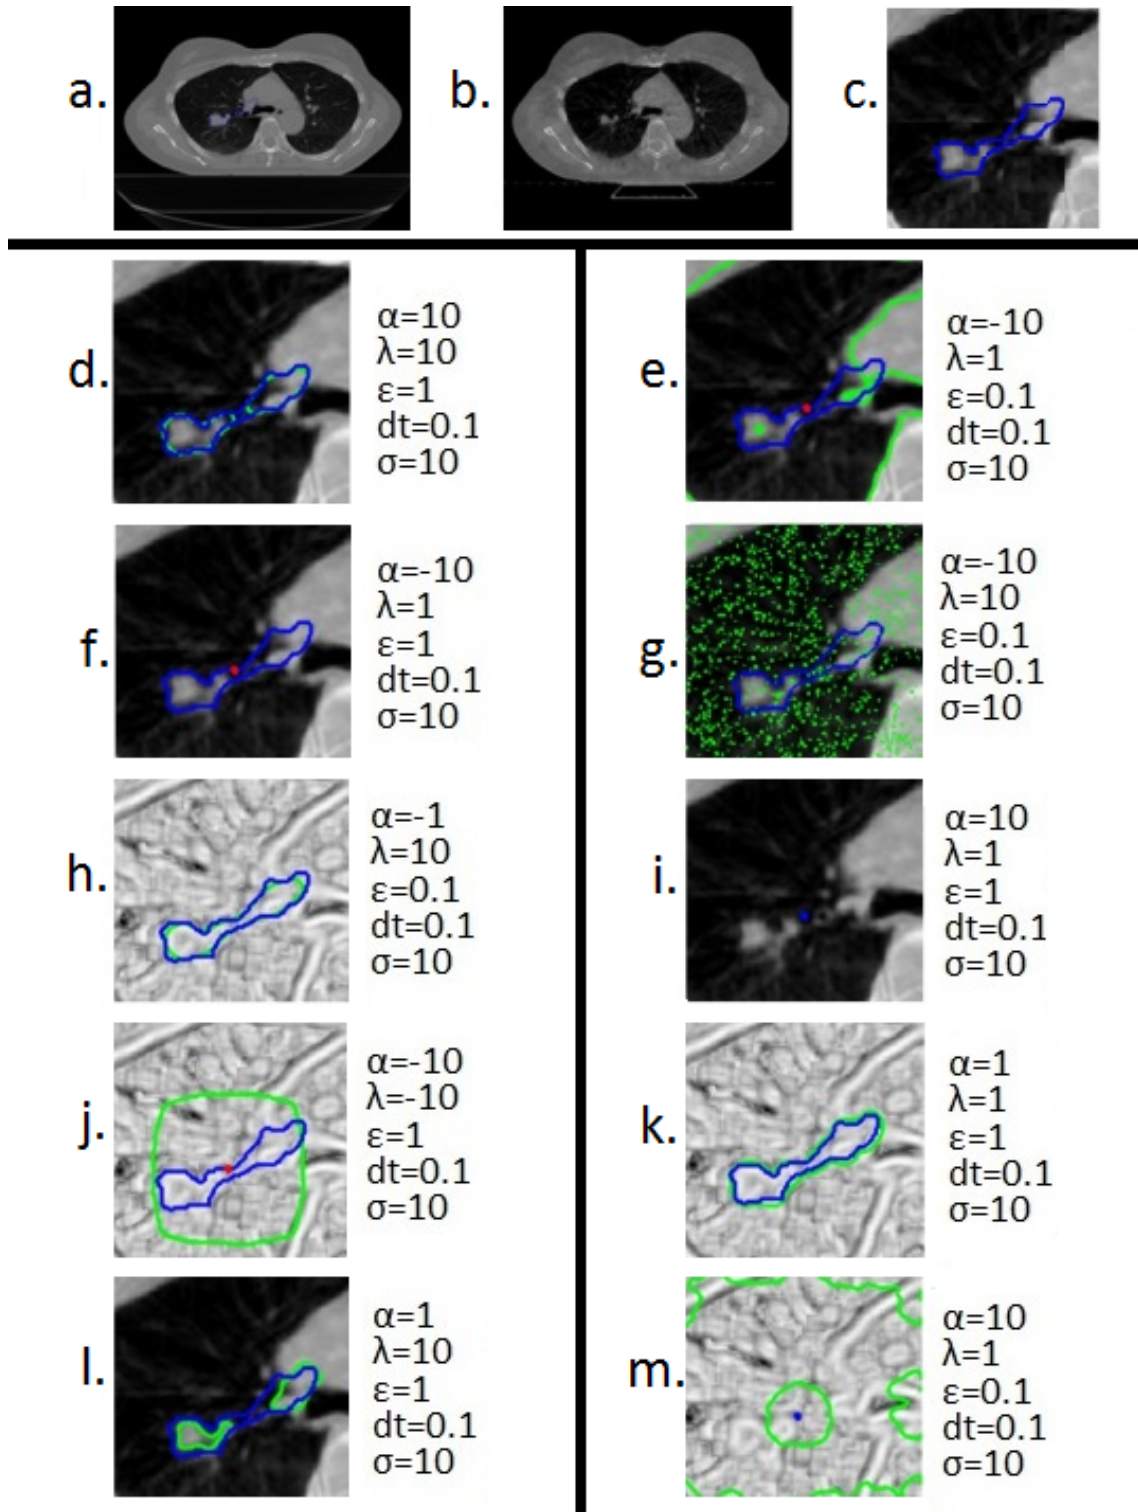 a.
b.
c.
d.
α=10
λ=10
ε=1
dt=0.1
σ=10
e.
α=-10
λ=1
ε=0.1
dt=0.1
σ=10
f.
α=-10
λ=1
ε=1
dt=0.1
σ=10
g.
α=-10
λ=10
ε=0.1
dt=0.1
σ=10
h.
α=-1
λ=10
ε=0.1
dt=0.1
σ=10
i.
α=10
λ=1
ε=1
dt=0.1
σ=10
j.
α=-10
λ=-10
ε=1
dt=0.1
σ=10
k.
α=1
λ=1
ε=1
dt=0.1
σ=10
l.
α=1
λ=10
ε=1
dt=0.1
σ=10
m.
α=10
λ=1
ε=0.1
dt=0.1
σ=10